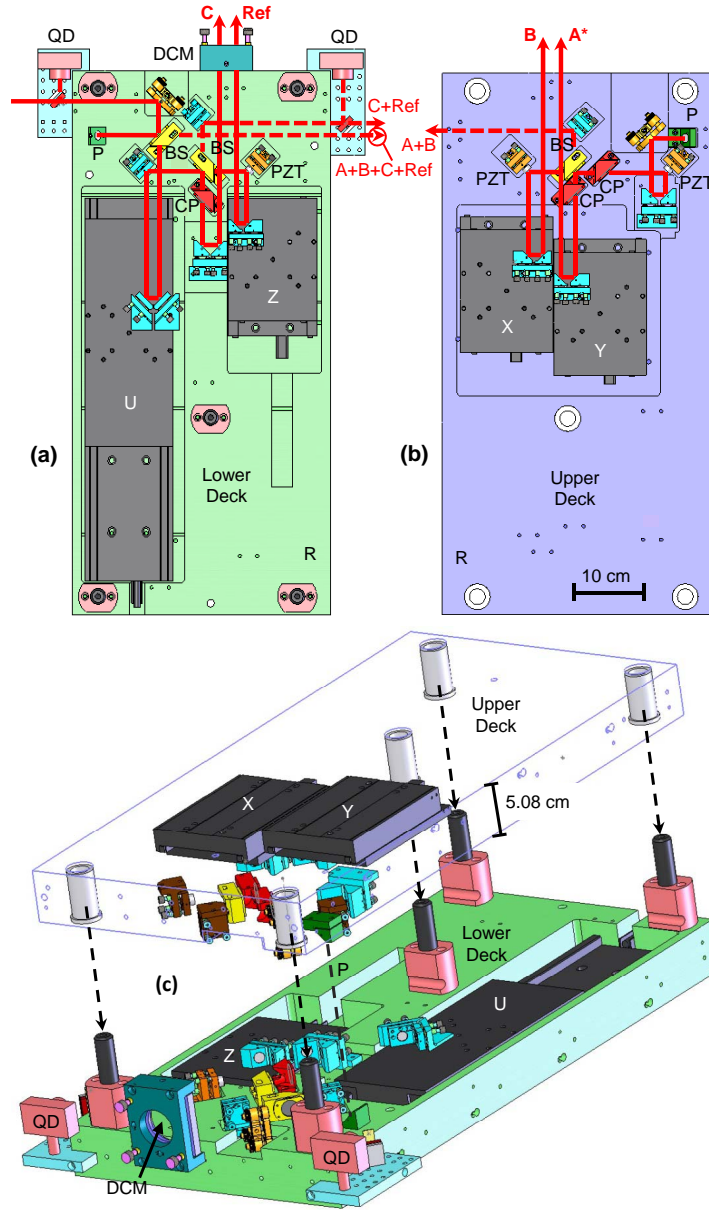 C Ref
QD
DCM
QD
C+Ref
P
BS
BS
PZT
A+B+C+Ref
CP
Z
U
(a)
Lower
Deck
R
B A*
P
A+B
BS
PZT
PZT
CP
CP
X
Y
(b)
Upper
Deck
R
10 cm
Upper
Deck
X
Y
5.08 cm
Lower
Deck
(c)
P
U
Z
QD
QD
DCM